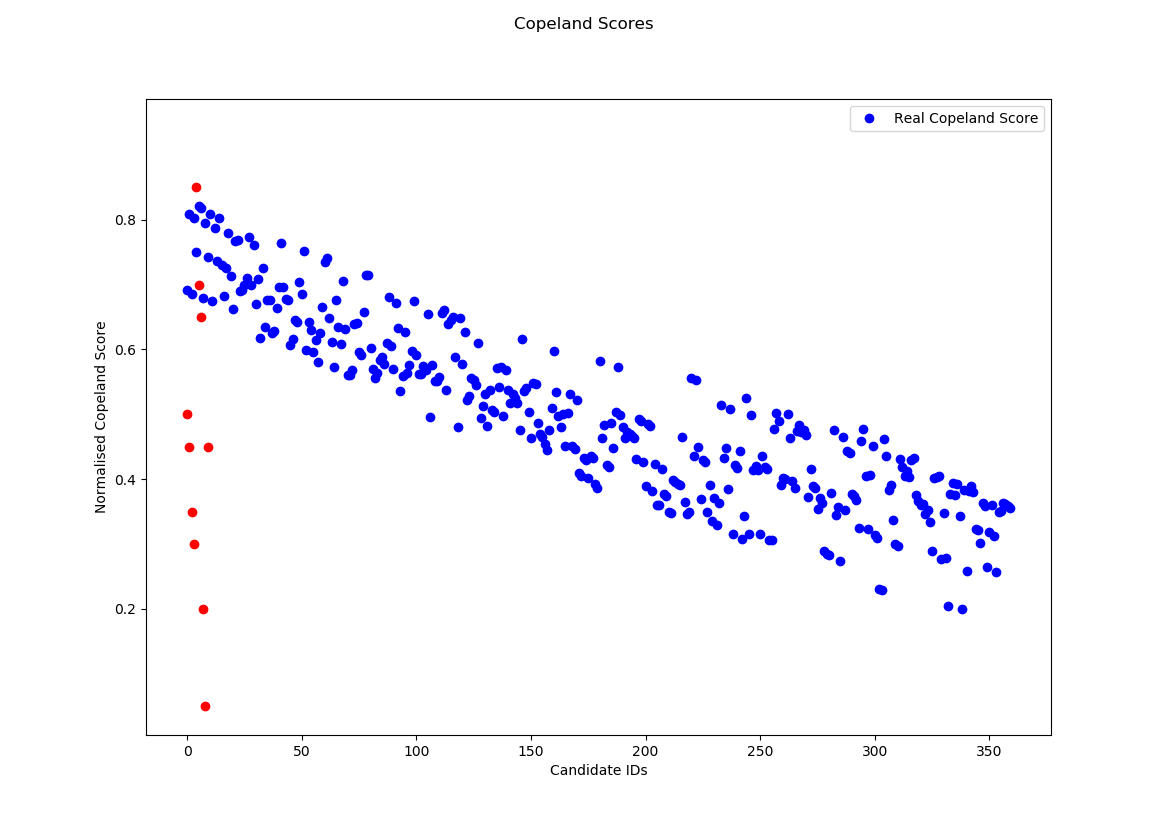 Copeland Scores
Real Copeland Score
Normalised Copeland Score
0.8
0.6
0.4
0.2
0 50 100 150 200 250 300 350
Candidate IDs